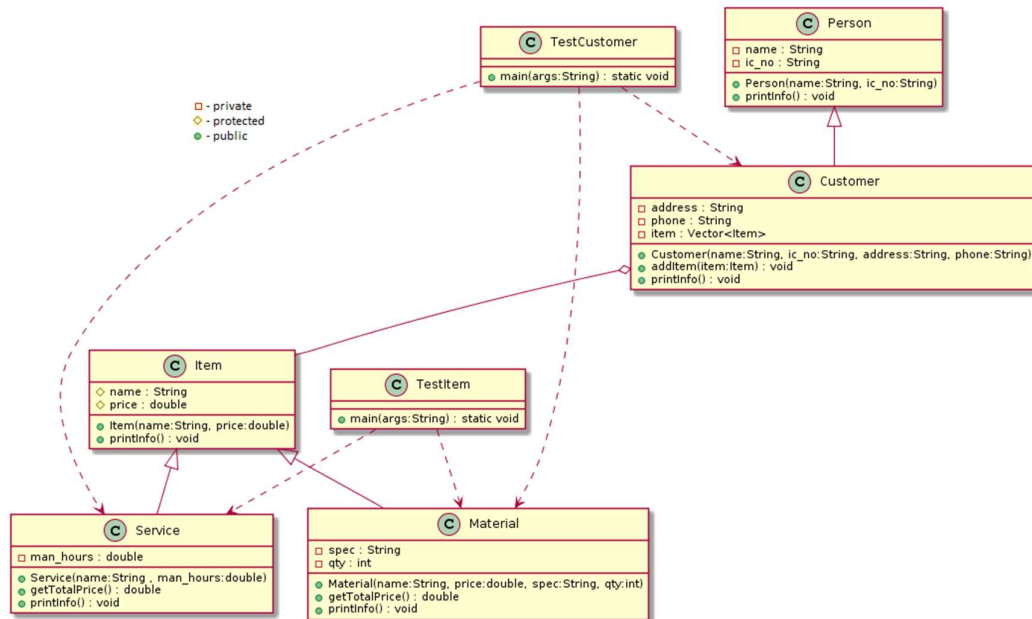 C Person
name : String
ic_no : String
Person(name:String, ic_no:String)
printInfo() : void
C TestCustomer
main(args:String) : static void
- private
- protected
- public
C Customer
address : String
phone : String
item : Vector<Item>
Customer(name:String, ic_no:String, address:String, phone:String)
addItem(item:Item) : void
printInfo() : void
C Item
name : String
price : double
Item(name:String, price:double)
printInfo() : void
C TestItem
main(args:String) : static void
C Service
man_hours : double
Service(name:String , man_hours:double)
getTotalPrice() : double
printInfo() : void
C Material
spec : String
qty : int
Material(name:String, price:double, spec:String, qty:int)
getTotalPrice() : double
printInfo() : void